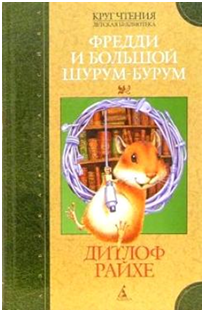 КРУГ ЧТЕНИЯ
ДЕТСКАЯ БИБЛИОТЕКА
ФРЕДДИ
И БОЛЬШОЙ
ШУРУМ-БУРУМ
ДИТЛОФ
РАЙХЕ